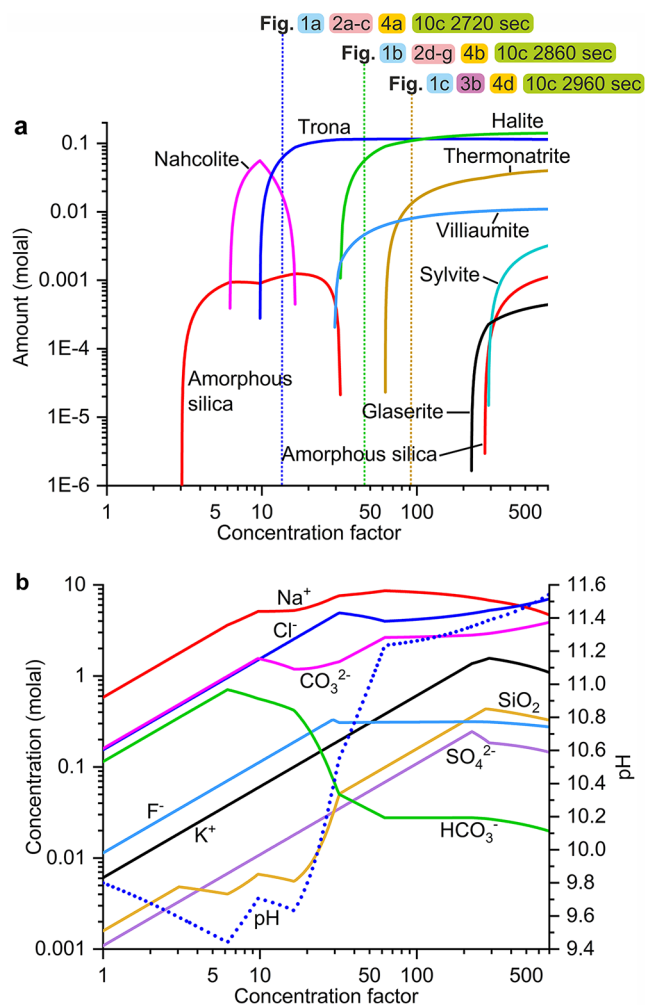 Fig. 1a 2a-c 4a 10c 2720 sec
Fig. 1b 2d-g 4b 10c 2860 sec
Fig. 1c 3b 4d 10c 2960 sec
a
Trona
Halite
Nahcolite
Thermonatrite
Villiaumite
Sylvite
Amorphous
silica
Glaserite
Amorphous silica
Amount (molal)
0.1
0.01
0.001
1E-4
1E-5
1E-6
1 5 10 50 100 500
Concentration factor
b
10
1
0.1
0.01
0.001
Concentration (molal)
Na⁺
Cl⁻
CO₃²⁻
SiO₂
SO₄²⁻
F⁻
K⁺
HCO₃⁻
pH
11.6
11.4
11.2
11.0
10.8
10.6
10.4
10.2
10.0
9.8
9.6
9.4
pH
1 5 10 50 100 500
Concentration factor